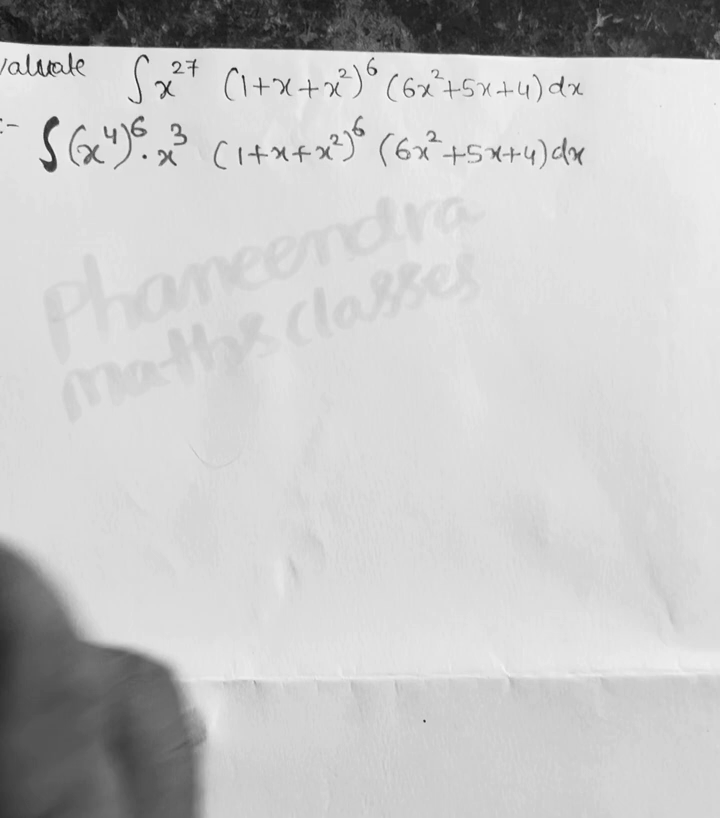 valuate ∫x²⁷ (1+x+x²)⁶ (6x²+5x+4)dx
:- ∫(x⁴)⁶.x³ (1+x+x²)⁶ (6x²+5x+4)dx
Phaneendra
maths classes